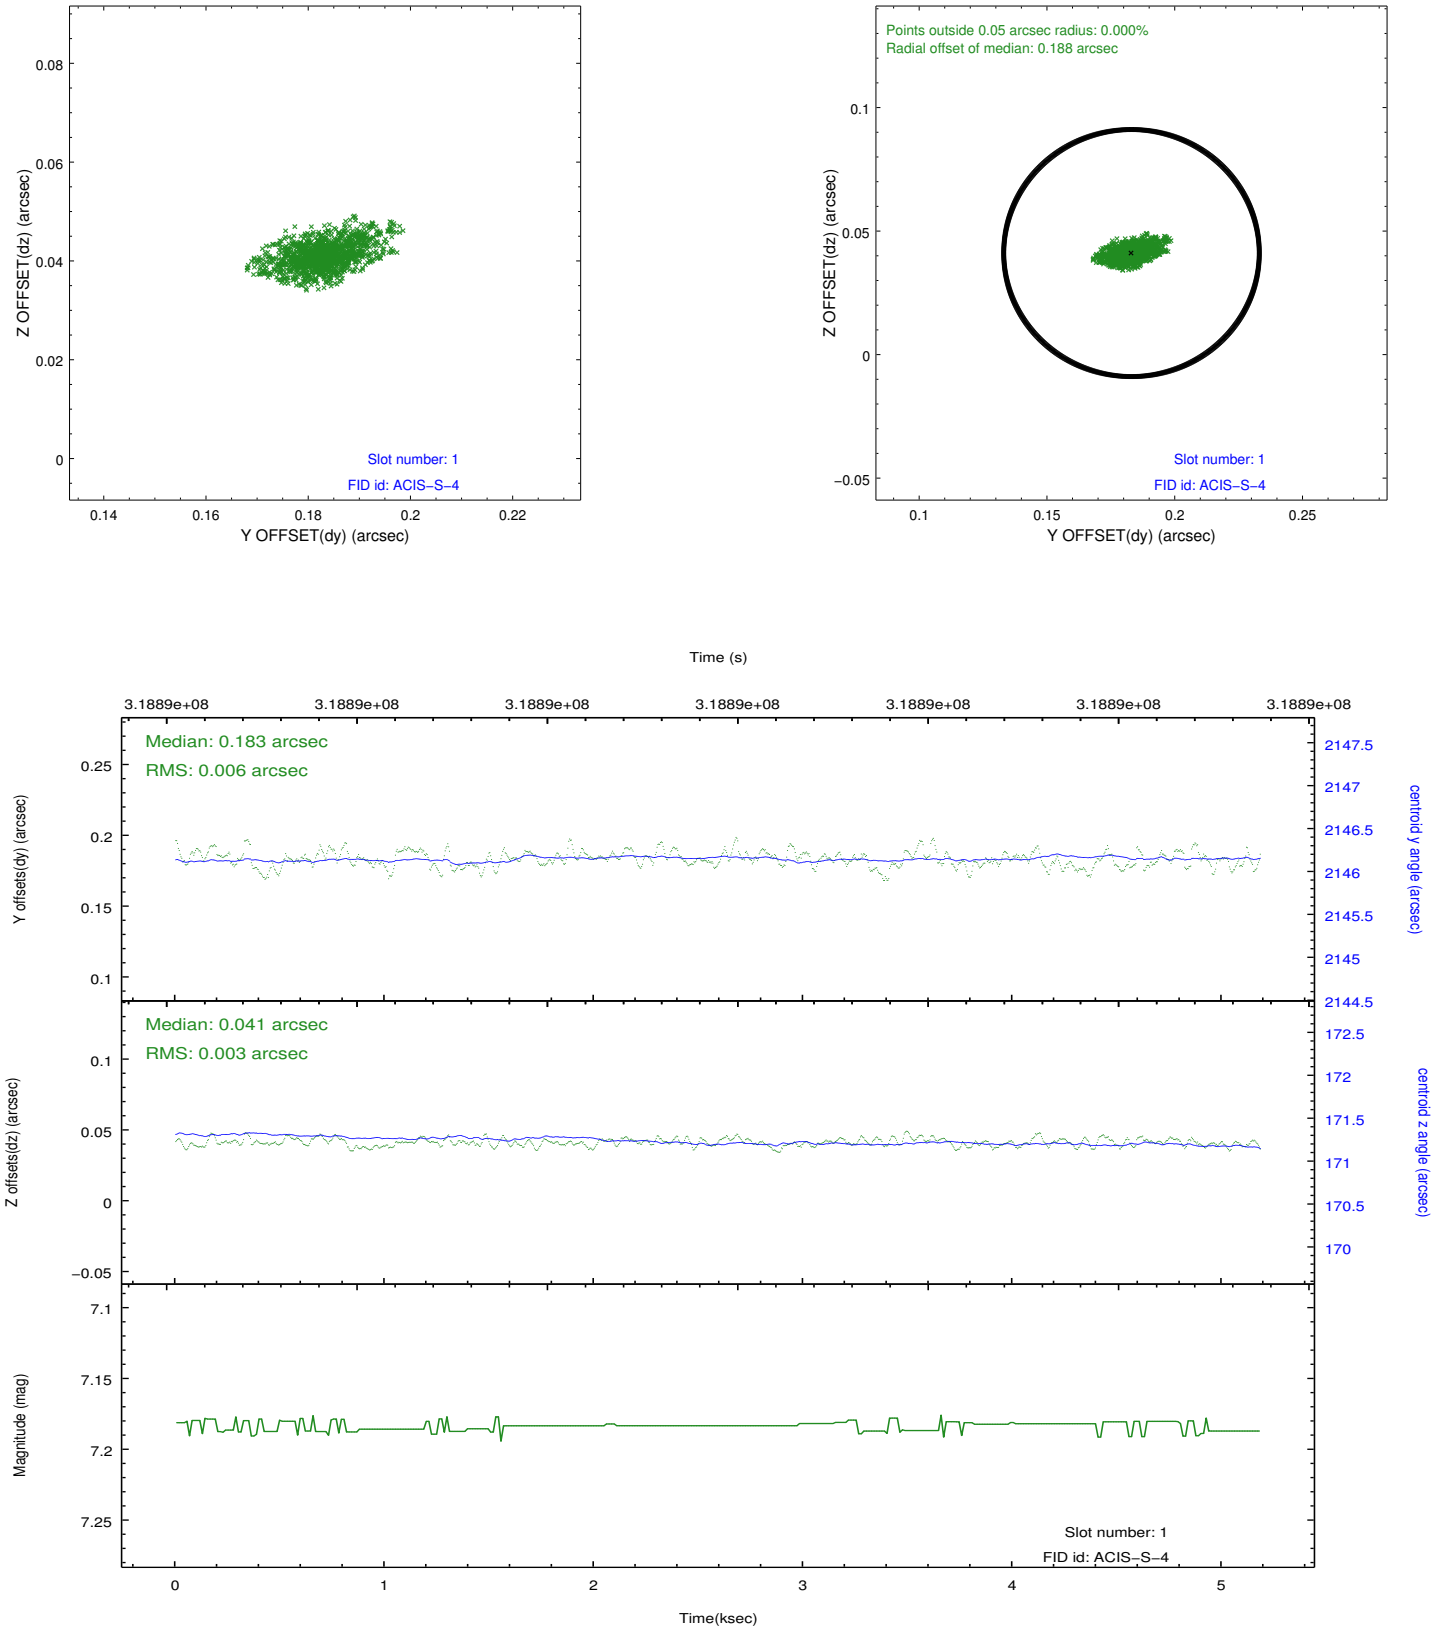 0.08
0.06
0.04
0.02
0
Z OFFSET(dz) (arcsec)
Slot number: 1
FID id: ACIS−S−4
0.14
0.16
0.18
0.2
0.22
Y OFFSET(dy) (arcsec)
Points outside 0.05 arcsec radius: 0.000%
Radial offset of median: 0.188 arcsec
0.1
0.05
0
−0.05
Z OFFSET(dz) (arcsec)
Slot number: 1
FID id: ACIS−S−4
0.1
0.15
0.2
0.25
Y OFFSET(dy) (arcsec)
Time (s)
3.1889e+08
3.1889e+08
3.1889e+08
3.1889e+08
3.1889e+08
3.1889e+08
3.1889e+08
Median: 0.183 arcsec
RMS: 0.006 arcsec
0.25
0.2
0.15
0.1
Y offsets(dy) (arcsec)
2147.5
2147
2146.5
2146
2145.5
2145
2144.5
centroid y angle (arcsec)
Median: 0.041 arcsec
RMS: 0.003 arcsec
0.1
0.05
0
−0.05
Z offsets(dz) (arcsec)
172.5
172
171.5
171
170.5
170
centroid z angle (arcsec)
7.1
7.15
7.2
7.25
Magnitude (mag)
Slot number: 1
FID id: ACIS−S−4
0
1
2
3
4
5
Time(ksec)